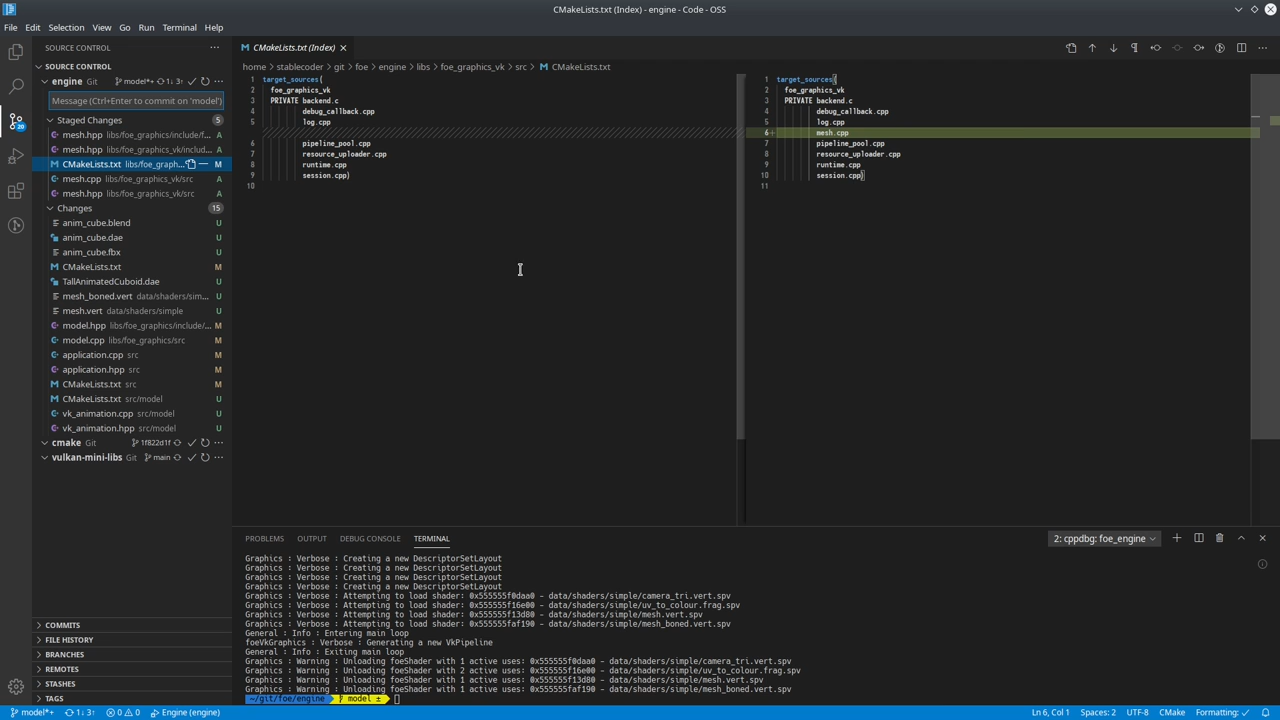 CMakeLists.txt (Index) - engine - Code - OSS
File Edit Selection View Go Run Terminal Help
SOURCE CONTROL ···
SOURCE CONTROL
engine Git model*+ 1↓ 3↑ ···
Message (Ctrl+Enter to commit on 'model')
Staged Changes 5
mesh.hpp libs/foe_graphics/include/f... A
mesh.hpp libs/foe_graphics_vk/includ... A
CMakeLists.txt libs/foe_graph... M
mesh.cpp libs/foe_graphics_vk/src A
mesh.hpp libs/foe_graphics_vk/src A
Changes 15
anim_cube.blend U
anim_cube.dae U
anim_cube.fbx U
CMakeLists.txt M
TallAnimatedCuboid.dae U
mesh_boned.vert data/shaders/sim... U
mesh.vert data/shaders/simple U
model.hpp libs/foe_graphics/include/... M
model.cpp libs/foe_graphics/src M
application.cpp src M
application.hpp src M
CMakeLists.txt src M
CMakeLists.txt src/model U
vk_animation.cpp src/model U
vk_animation.hpp src/model U
cmake Git 1f822d1f ···
vulkan-mini-libs Git main ···
COMMITS
FILE HISTORY
BRANCHES
REMOTES
STASHES
TAGS
20
CMakeLists.txt (Index)
home > stablecoder > git > foe > engine > libs > foe_graphics_vk > src > CMakeLists.txt
1 target_sources(
2 foe_graphics_vk
3 PRIVATE backend.c
4 debug_callback.cpp
5 log.cpp
6 pipeline_pool.cpp
7 resource_uploader.cpp
8 runtime.cpp
9 session.cpp)
10
1 target_sources(
2 foe_graphics_vk
3 PRIVATE backend.c
4 debug_callback.cpp
5 log.cpp
6+ mesh.cpp
7 pipeline_pool.cpp
8 resource_uploader.cpp
9 runtime.cpp
10 session.cpp)
11
PROBLEMS OUTPUT DEBUG CONSOLE TERMINAL 2: cppdbg: foe_engine
Graphics : Verbose : Creating a new DescriptorSetLayout
Graphics : Verbose : Creating a new DescriptorSetLayout
Graphics : Verbose : Creating a new DescriptorSetLayout
Graphics : Verbose : Creating a new DescriptorSetLayout
Graphics : Verbose : Attempting to load shader: 0x555555f0daa0 - data/shaders/simple/camera_tri.vert.spv
Graphics : Verbose : Attempting to load shader: 0x555555f16e00 - data/shaders/simple/uv_to_colour.frag.spv
Graphics : Verbose : Attempting to load shader: 0x555555f13d80 - data/shaders/simple/mesh.vert.spv
Graphics : Verbose : Attempting to load shader: 0x555555faf190 - data/shaders/simple/mesh_boned.vert.spv
General : Info : Entering main loop
foeVkGraphics : Verbose : Generating a new VkPipeline
General : Info : Exiting main loop
Graphics : Warning : Unloading foeShader with 1 active uses: 0x555555f0daa0 - data/shaders/simple/camera_tri.vert.spv
Graphics : Warning : Unloading foeShader with 2 active uses: 0x555555f16e00 - data/shaders/simple/uv_to_colour.frag.spv
Graphics : Warning : Unloading foeShader with 1 active uses: 0x555555f13d80 - data/shaders/simple/mesh.vert.spv
Graphics : Warning : Unloading foeShader with 1 active uses: 0x555555faf190 - data/shaders/simple/mesh_boned.vert.spv
~/git/foe/engine model ±
model*+ 1↓ 3↑ 0 0 Engine (engine) Ln 6, Col 1 Spaces: 2 UTF-8 CMake Formatting: ✓